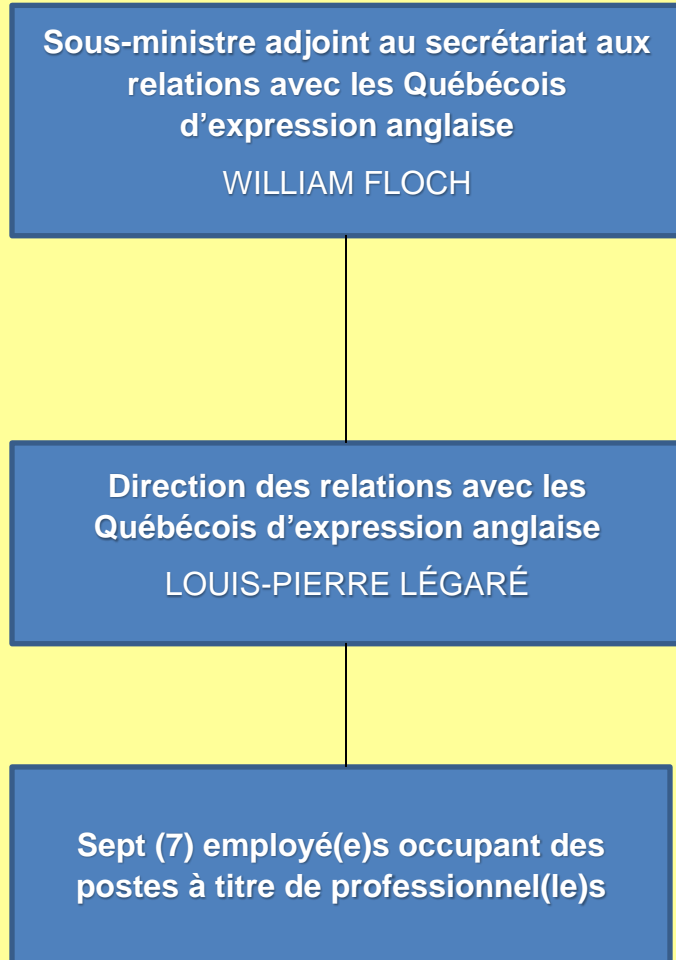 Sous-ministre adjoint au secrétariat aux
relations avec les Québécois
d’expression anglaise
WILLIAM FLOCH
Direction des relations avec les
Québécois d’expression anglaise
LOUIS-PIERRE LÉGARÉ
Sept (7) employé(e)s occupant des
postes à titre de professionnel(le)s